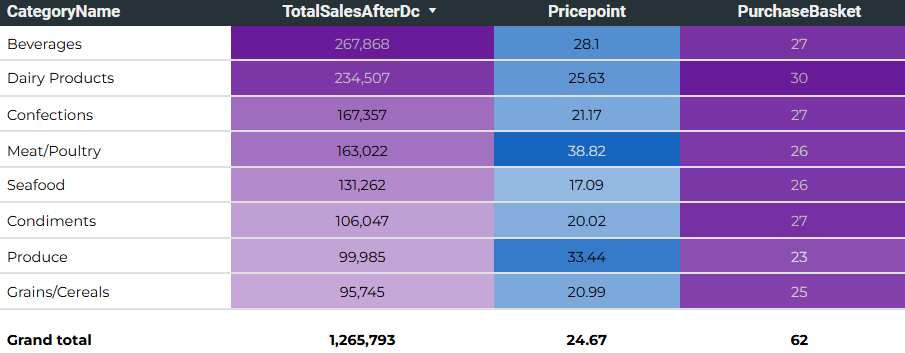 CategoryName TotalSalesAfterDc Pricepoint PurchaseBasket
Beverages 267,868 28.1 27
Dairy Products 234,507 25.63 30
Confections 167,357 21.17 27
Meat/Poultry 163,022 38.82 26
Seafood 131,262 17.09 26
Condiments 106,047 20.02 27
Produce 99,985 33.44 23
Grains/Cereals 95,745 20.99 25
Grand total 1,265,793 24.67 62